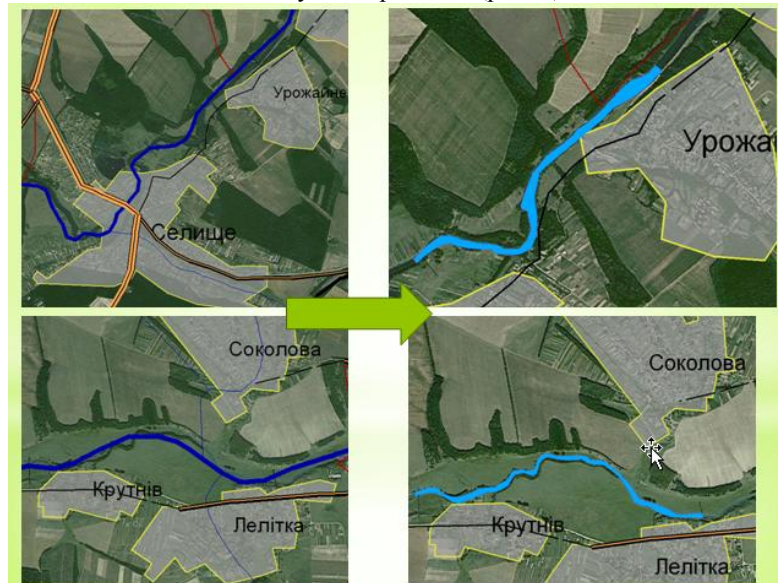 Урожайне
Урожа
Селище
Соколова
Соколова
Крутнів
Крутнів
Лелітка
Лелітка